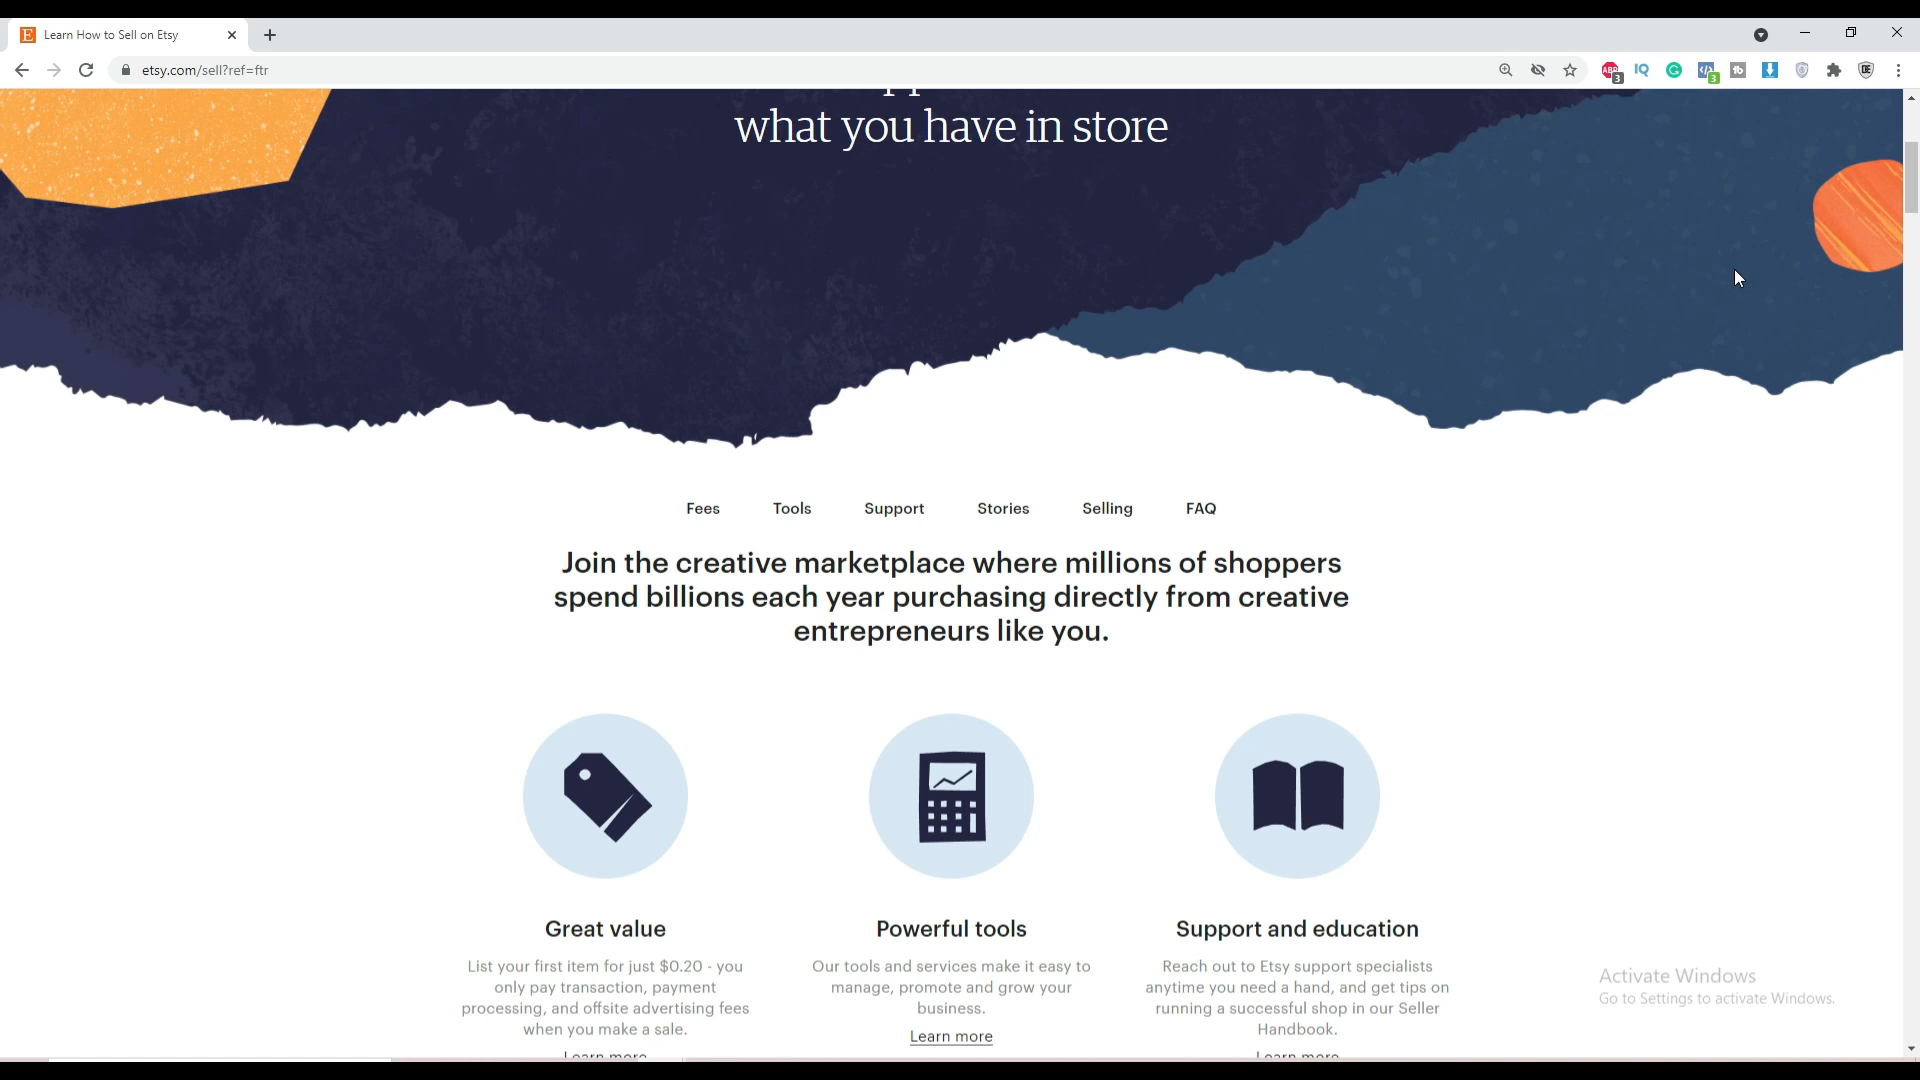 Learn How to Sell on Etsy
etsy.com/sell?ref=ftr
what you have in store
Fees Tools Support Stories Selling FAQ
Join the creative marketplace where millions of shoppers
spend billions each year purchasing directly from creative
entrepreneurs like you.
Great value
List your first item for just $0.20 - you
only pay transaction, payment
processing, and offsite advertising fees
when you make a sale.
Learn more
Powerful tools
Our tools and services make it easy to
manage, promote and grow your
business.
Learn more
Support and education
Reach out to Etsy support specialists
anytime you need a hand, and get tips on
running a successful shop in our Seller
Handbook.
Learn more
Activate Windows
Go to Settings to activate Windows.